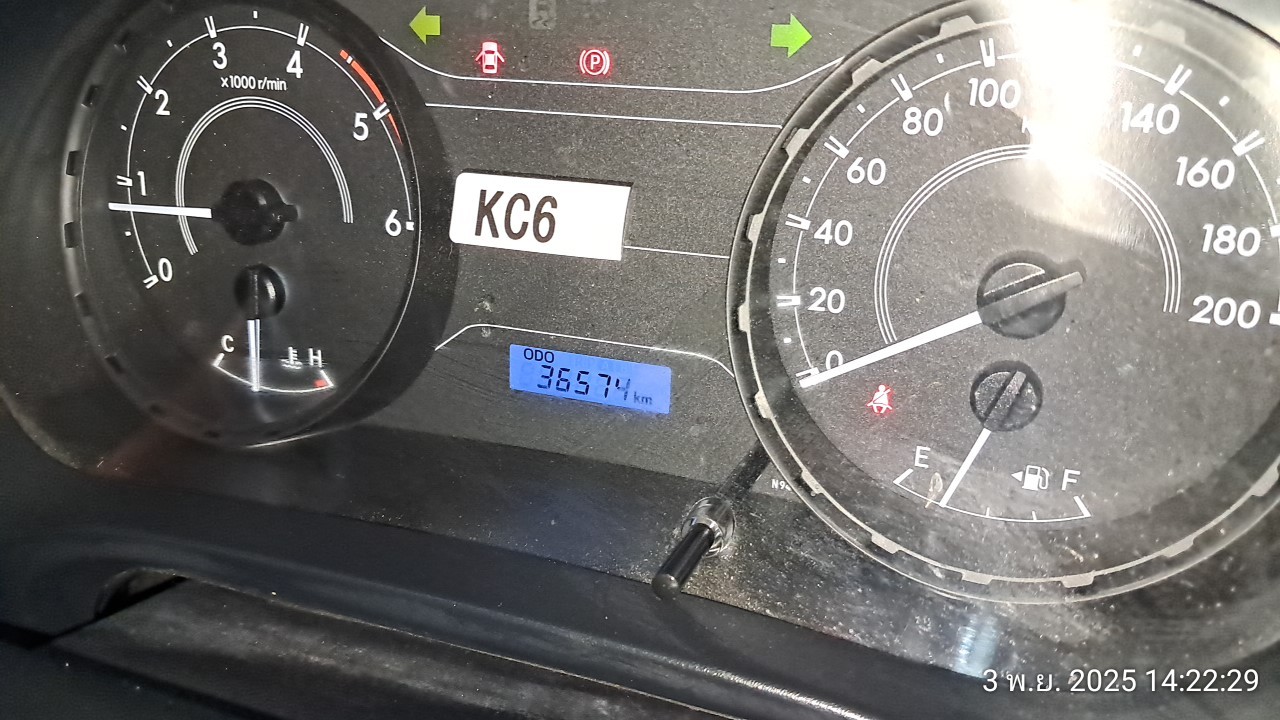 0 1 2 3 4 5 6
x1000 r/min
C H
P
KC6
ODO
36574 km
0 20 40 60 80 100 140 160 180 200
E F
3 พ.ย. 2025 14:22:29